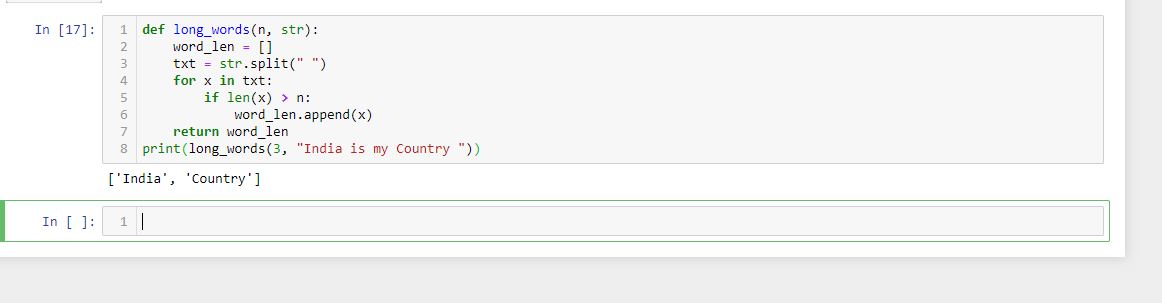 In [17]:
1 def long_words(n, str):
2     word_len = []
3     txt = str.split(" ")
4     for x in txt:
5         if len(x) > n:
6             word_len.append(x)
7     return word_len
8 print(long_words(3, "India is my Country "))
['India', 'Country']
In [ ]:
1